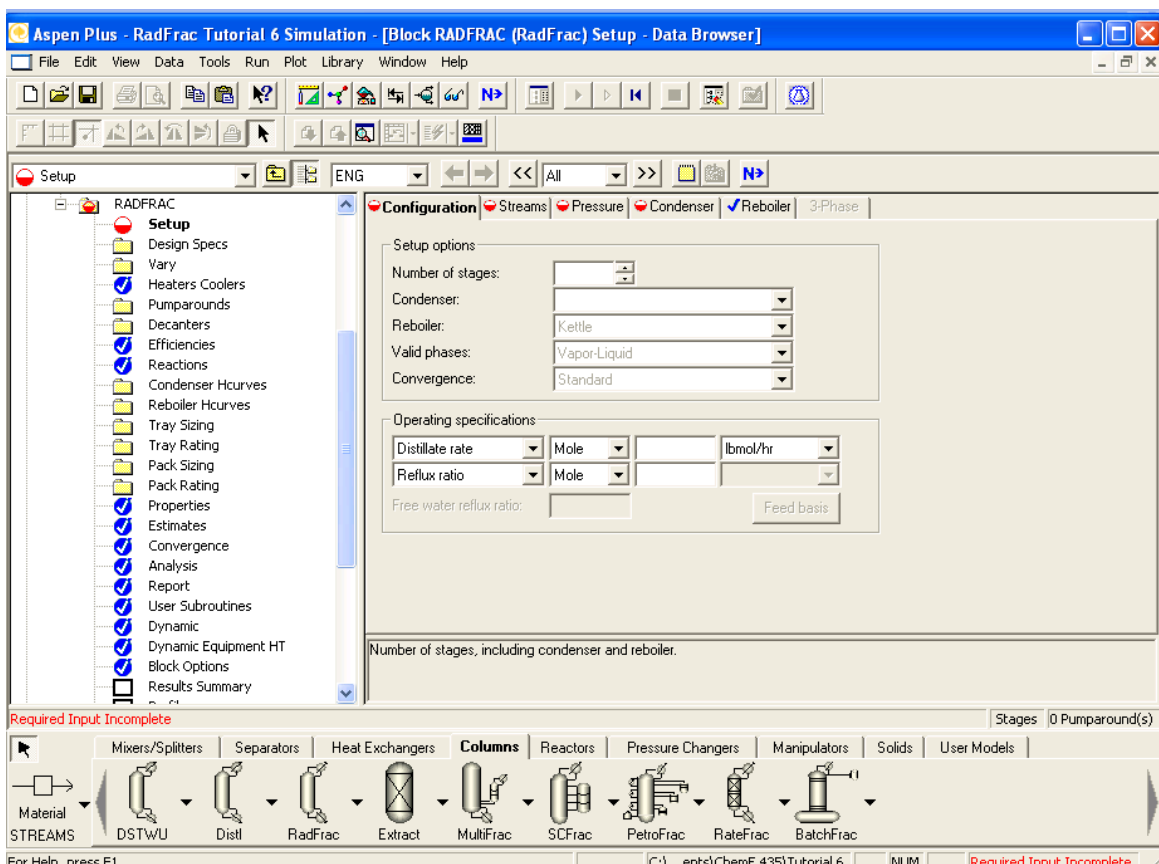 Aspen Plus - RadFrac Tutorial 6 Simulation - [Block RADFRAC (RadFrac) Setup - Data Browser]
File Edit View Data Tools Run Plot Library Window Help
N>
Setup ENG << All >> N>
RADFRAC
Setup
Design Specs
Vary
Heaters Coolers
Pumparounds
Decanters
Efficiencies
Reactions
Condenser Hcurves
Reboiler Hcurves
Tray Sizing
Tray Rating
Pack Sizing
Pack Rating
Properties
Estimates
Convergence
Analysis
Report
User Subroutines
Dynamic
Dynamic Equipment HT
Block Options
Results Summary
Configuration Streams Pressure Condenser Reboiler 3-Phase
Setup options
Number of stages:
Condenser:
Reboiler: Kettle
Valid phases: Vapor-Liquid
Convergence: Standard
Operating specifications
Distillate rate Mole lbmol/hr
Reflux ratio Mole
Free water reflux ratio: Feed basis
Number of stages, including condenser and reboiler.
Required Input Incomplete Stages 0 Pumparound(s)
Mixers/Splitters Separators Heat Exchangers Columns Reactors Pressure Changers Manipulators Solids User Models
Material
STREAMS DSTWU Distl RadFrac Extract MultiFrac SCFrac PetroFrac RateFrac BatchFrac
For Help, press F1 C:\...ents\ChemE 435\Tutorial 6 NUM Required Input Incomplete